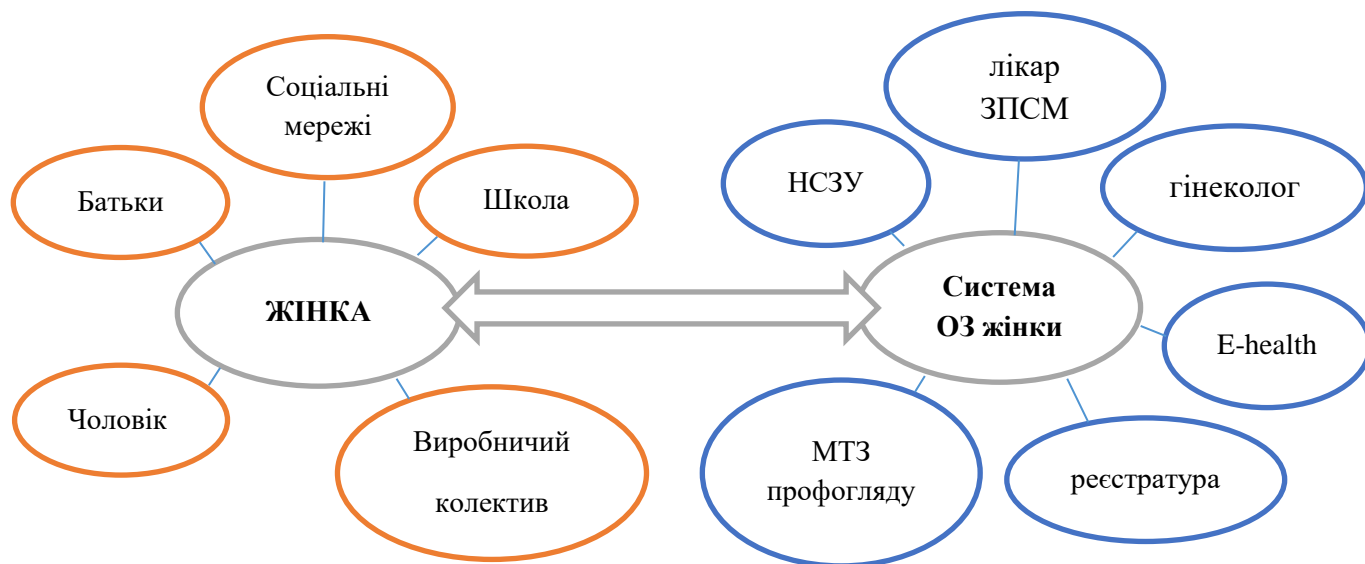 Соціальні
мережі
Батьки
Школа
ЖІНКА
Чоловік
Виробничий
колектив
лікар
ЗПСМ
НСЗУ
гінеколог
Система
ОЗ жінки
E-health
МТЗ
профогляду
реєстратура